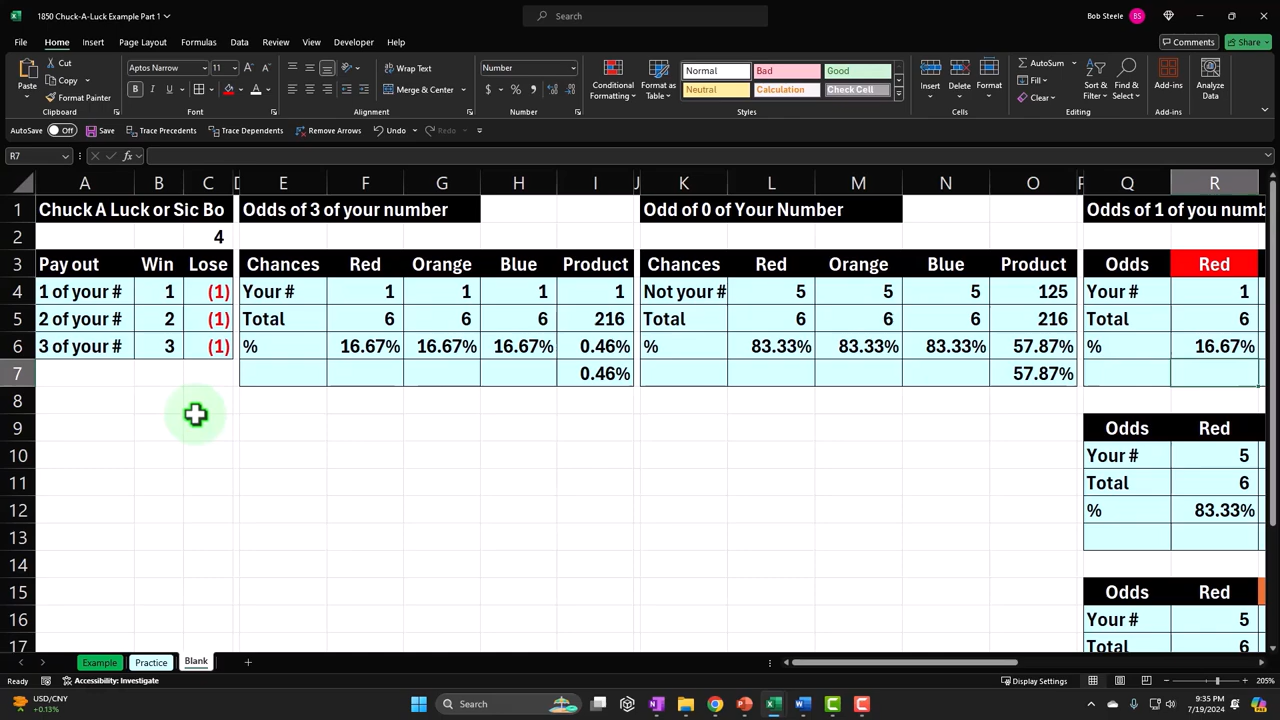 1850 Chuck-A-Luck Example Part 1
Search
Bob Steele
BS
File Home Insert Page Layout Formulas Data Review View Developer Help
Comments
Share
Paste
Cut
Copy
Format Painter
Clipboard
Aptos Narrow
11
B I U
Font
Wrap Text
Merge & Center
Alignment
Number
$ % 9
Number
Conditional Formatting
Format as Table
Normal Bad Good
Neutral Calculation Check Cell
Styles
Insert Delete Format
Cells
AutoSum
Fill
Clear
Sort & Filter
Find & Select
Editing
Add-ins
Add-ins
Analyze Data
AutoSave Off Save Trace Precedents Trace Dependents Remove Arrows Undo Redo
R7 fx
A B C D E F G H I J K L M N O P Q R
1 Chuck A Luck or Sic Bo Odds of 3 of your number Odd of 0 of Your Number Odds of 1 of you numb
2 4
3 Pay out Win Lose Chances Red Orange Blue Product Chances Red Orange Blue Product Odds Red
4 1 of your # 1 (1) Your # 1 1 1 1 Not your # 5 5 5 125 Your # 1
5 2 of your # 2 (1) Total 6 6 6 216 Total 6 6 6 216 Total 6
6 3 of your # 3 (1) % 16.67% 16.67% 16.67% 0.46% % 83.33% 83.33% 83.33% 57.87% % 16.67%
7 0.46% 57.87%
8
9 Odds Red
10 Your # 5
11 Total 6
12 % 83.33%
13
14
15 Odds Red
16 Your # 5
17 Total 6
Example Practice Blank
Ready Accessibility: Investigate Display Settings 205%
USD/CNY
+0.13%
Search
9:35 PM
7/19/2024